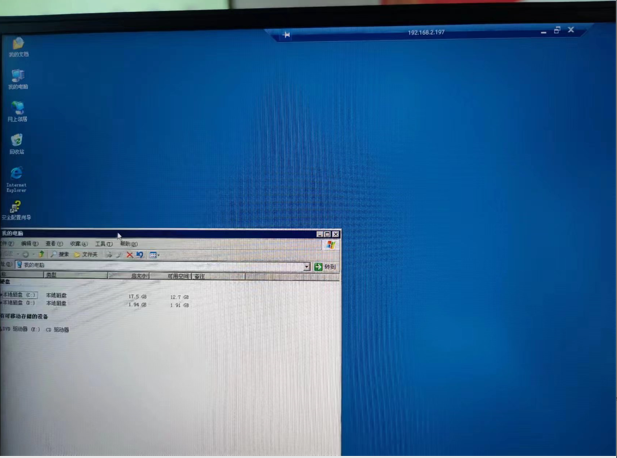 192.168.2.197
我的文档
我的电脑
网上邻居
回收站
Internet
Explorer
安全配置向导
我的电脑
编辑(E) 查看(V) 收藏(A) 工具(T) 帮助(H)
搜索 文件夹
我的电脑 转到
类型 总大小 可用空间 备注
硬盘
本地磁盘 (C:) 本地磁盘 17.5 GB 12.7 GB
本地磁盘 (D:) 本地磁盘 1.94 GB 1.91 GB
有可移动存储的设备
驱动器 (E:) CD 驱动器